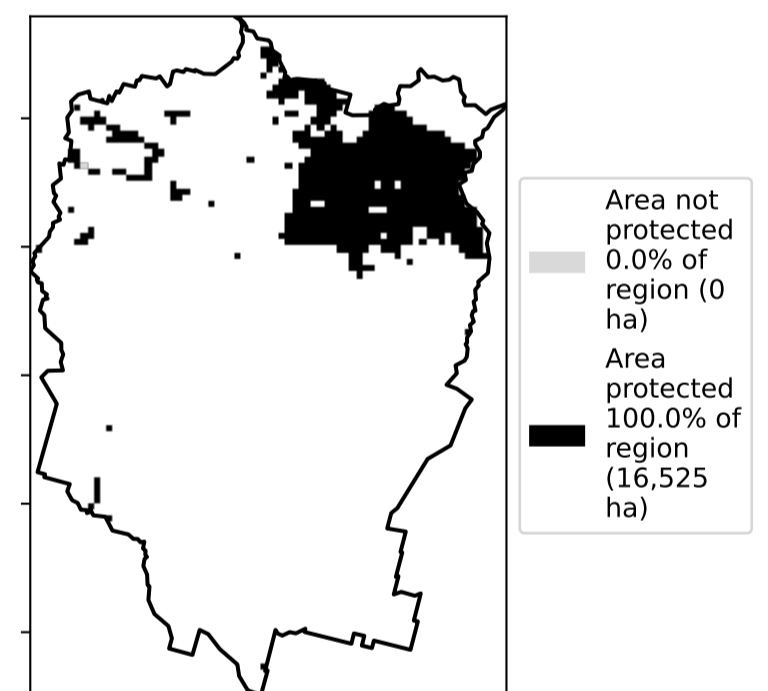 Area not
protected
0.0% of
region (0
ha)
Area
protected
100.0% of
region
(16,525
ha)